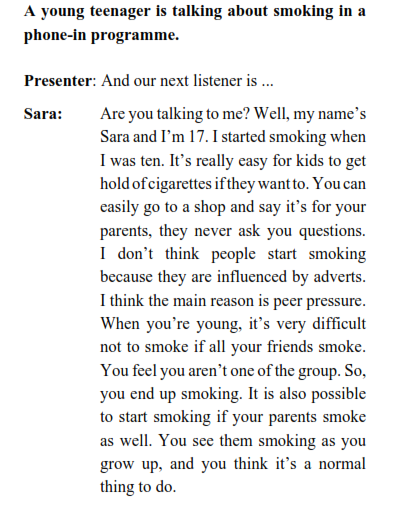 A young teenager is talking about smoking in a
phone-in programme.
Presenter: And our next listener is ...
Sara: Are you talking to me? Well, my name’s
Sara and I’m 17. I started smoking when
I was ten. It’s really easy for kids to get
hold of cigarettes if they want to. You can
easily go to a shop and say it’s for your
parents, they never ask you questions.
I don’t think people start smoking
because they are influenced by adverts.
I think the main reason is peer pressure.
When you’re young, it’s very difficult
not to smoke if all your friends smoke.
You feel you aren’t one of the group. So,
you end up smoking. It is also possible
to start smoking if your parents smoke
as well. You see them smoking as you
grow up, and you think it’s a normal
thing to do.